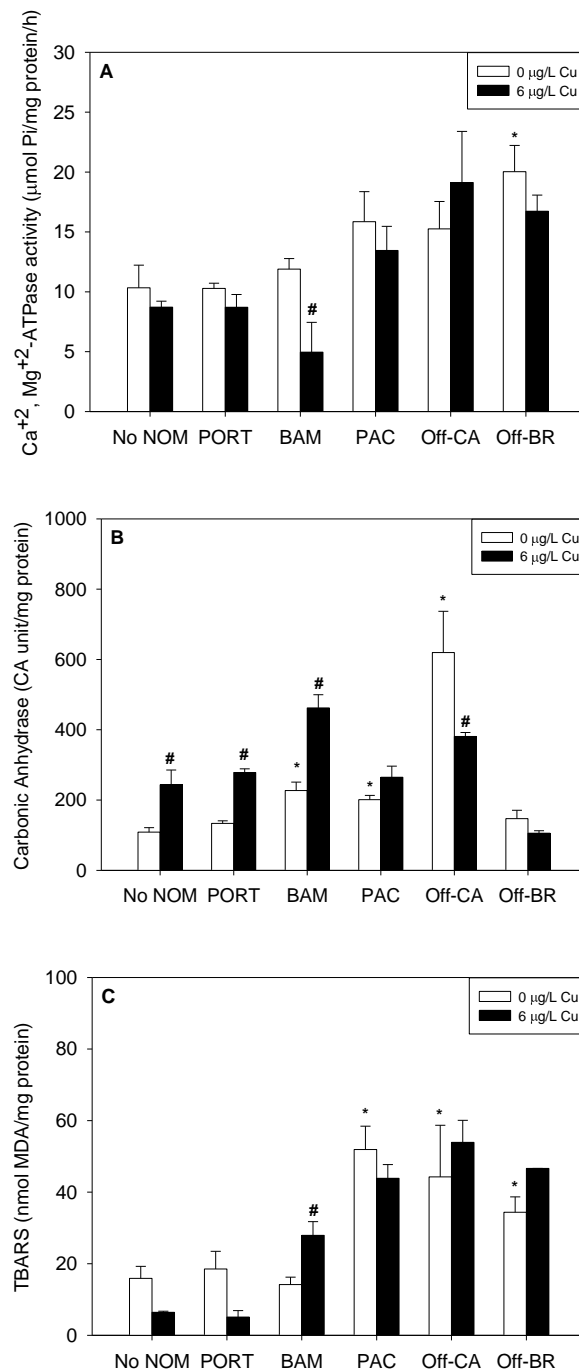 A
0 µg/L Cu
6 µg/L Cu
Ca+2, Mg+2-ATPase activity (µmol Pi/mg protein/h)
30
25
20
15
10
5
0
#
*
No NOM PORT BAM PAC Off-CA Off-BR
B
0 µg/L Cu
6 µg/L Cu
Carbonic Anhydrase (CA unit/mg protein)
1000
800
600
400
200
0
# # * # * * #
No NOM PORT BAM PAC Off-CA Off-BR
C
0 µg/L Cu
6 µg/L Cu
TBARS (nmol MDA/mg protein)
100
80
60
40
20
0
# * * *
No NOM PORT BAM PAC Off-CA Off-BR